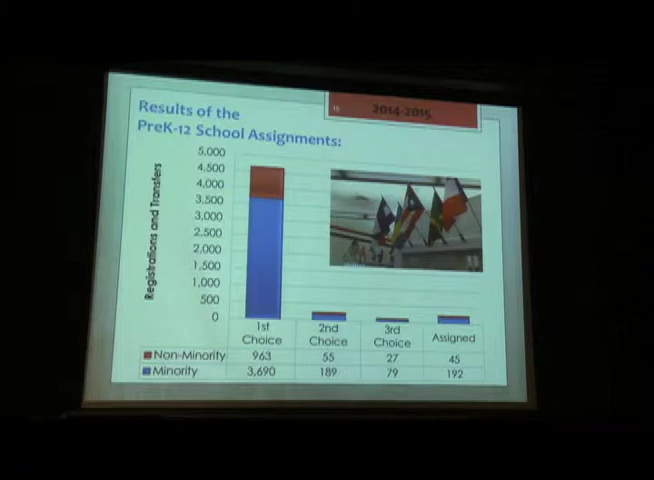 15
2014-2015
Results of the
PreK-12 School Assignments:
Registrations and Transfers
5,000
4,500
4,000
3,500
3,000
2,500
2,000
1,500
1,000
500
0
1st Choice 2nd Choice 3rd Choice Assigned
Non-Minority 963 55 27 45
Minority 3,690 189 79 192